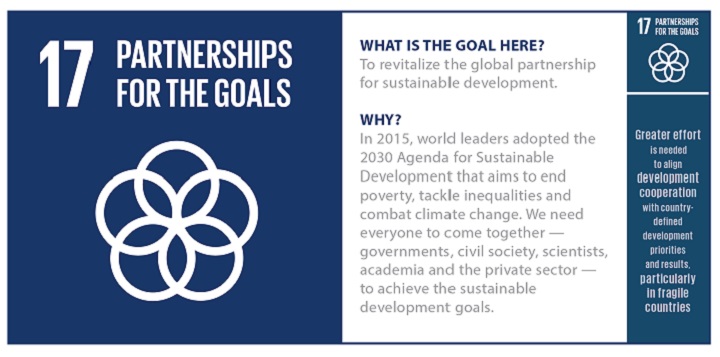 17 PARTNERSHIPS
FOR THE GOALS
WHAT IS THE GOAL HERE?
To revitalize the global partnership
for sustainable development.
WHY?
In 2015, world leaders adopted the
2030 Agenda for Sustainable
Development that aims to end
poverty, tackle inequalities and
combat climate change. We need
everyone to come together —
governments, civil society, scientists,
academia and the private sector —
to achieve the sustainable
development goals.
17 PARTNERSHIPS
FOR THE GOALS
Greater effort
is needed
to align
development
cooperation
with country-
defined
development
priorities
and results,
particularly
in fragile
countries